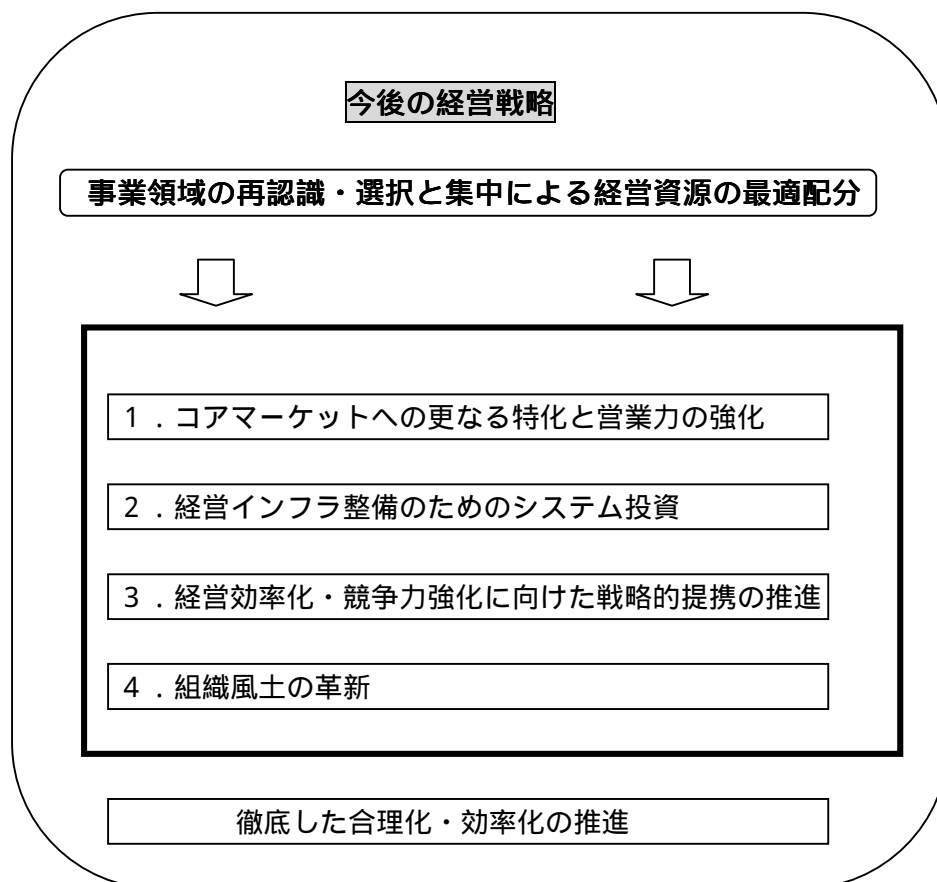 今後の経営戦略
事業領域の再認識・選択と集中による経営資源の最適配分
１．コアマーケットへの更なる特化と営業力の強化
２．経営インフラ整備のためのシステム投資
３．経営効率化・競争力強化に向けた戦略的提携の推進
４．組織風土の革新
徹底した合理化・効率化の推進